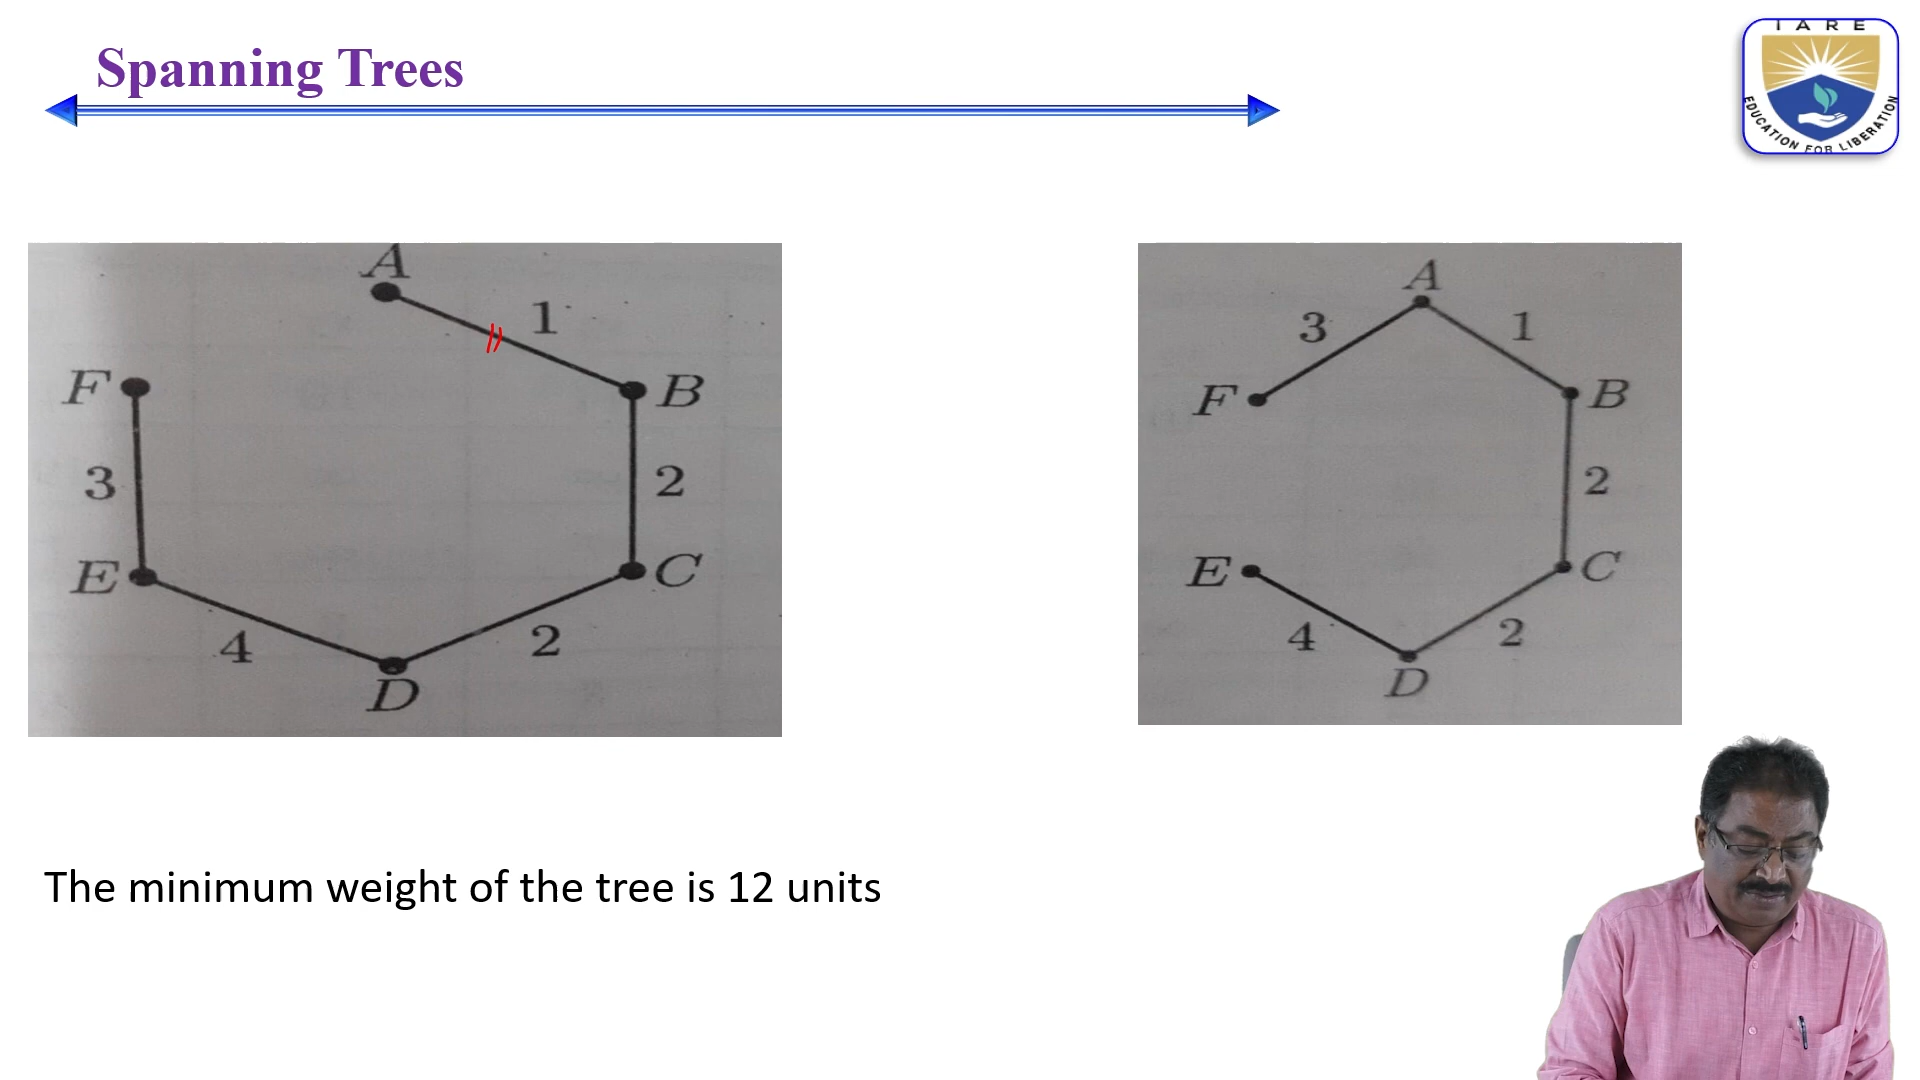 Spanning Trees
IARE
EDUCATION FOR LIBERATION
A
1
F
B
3
2
E
C
4
2
D
A
3
1
F
B
2
E
C
4
2
D
The minimum weight of the tree is 12 units